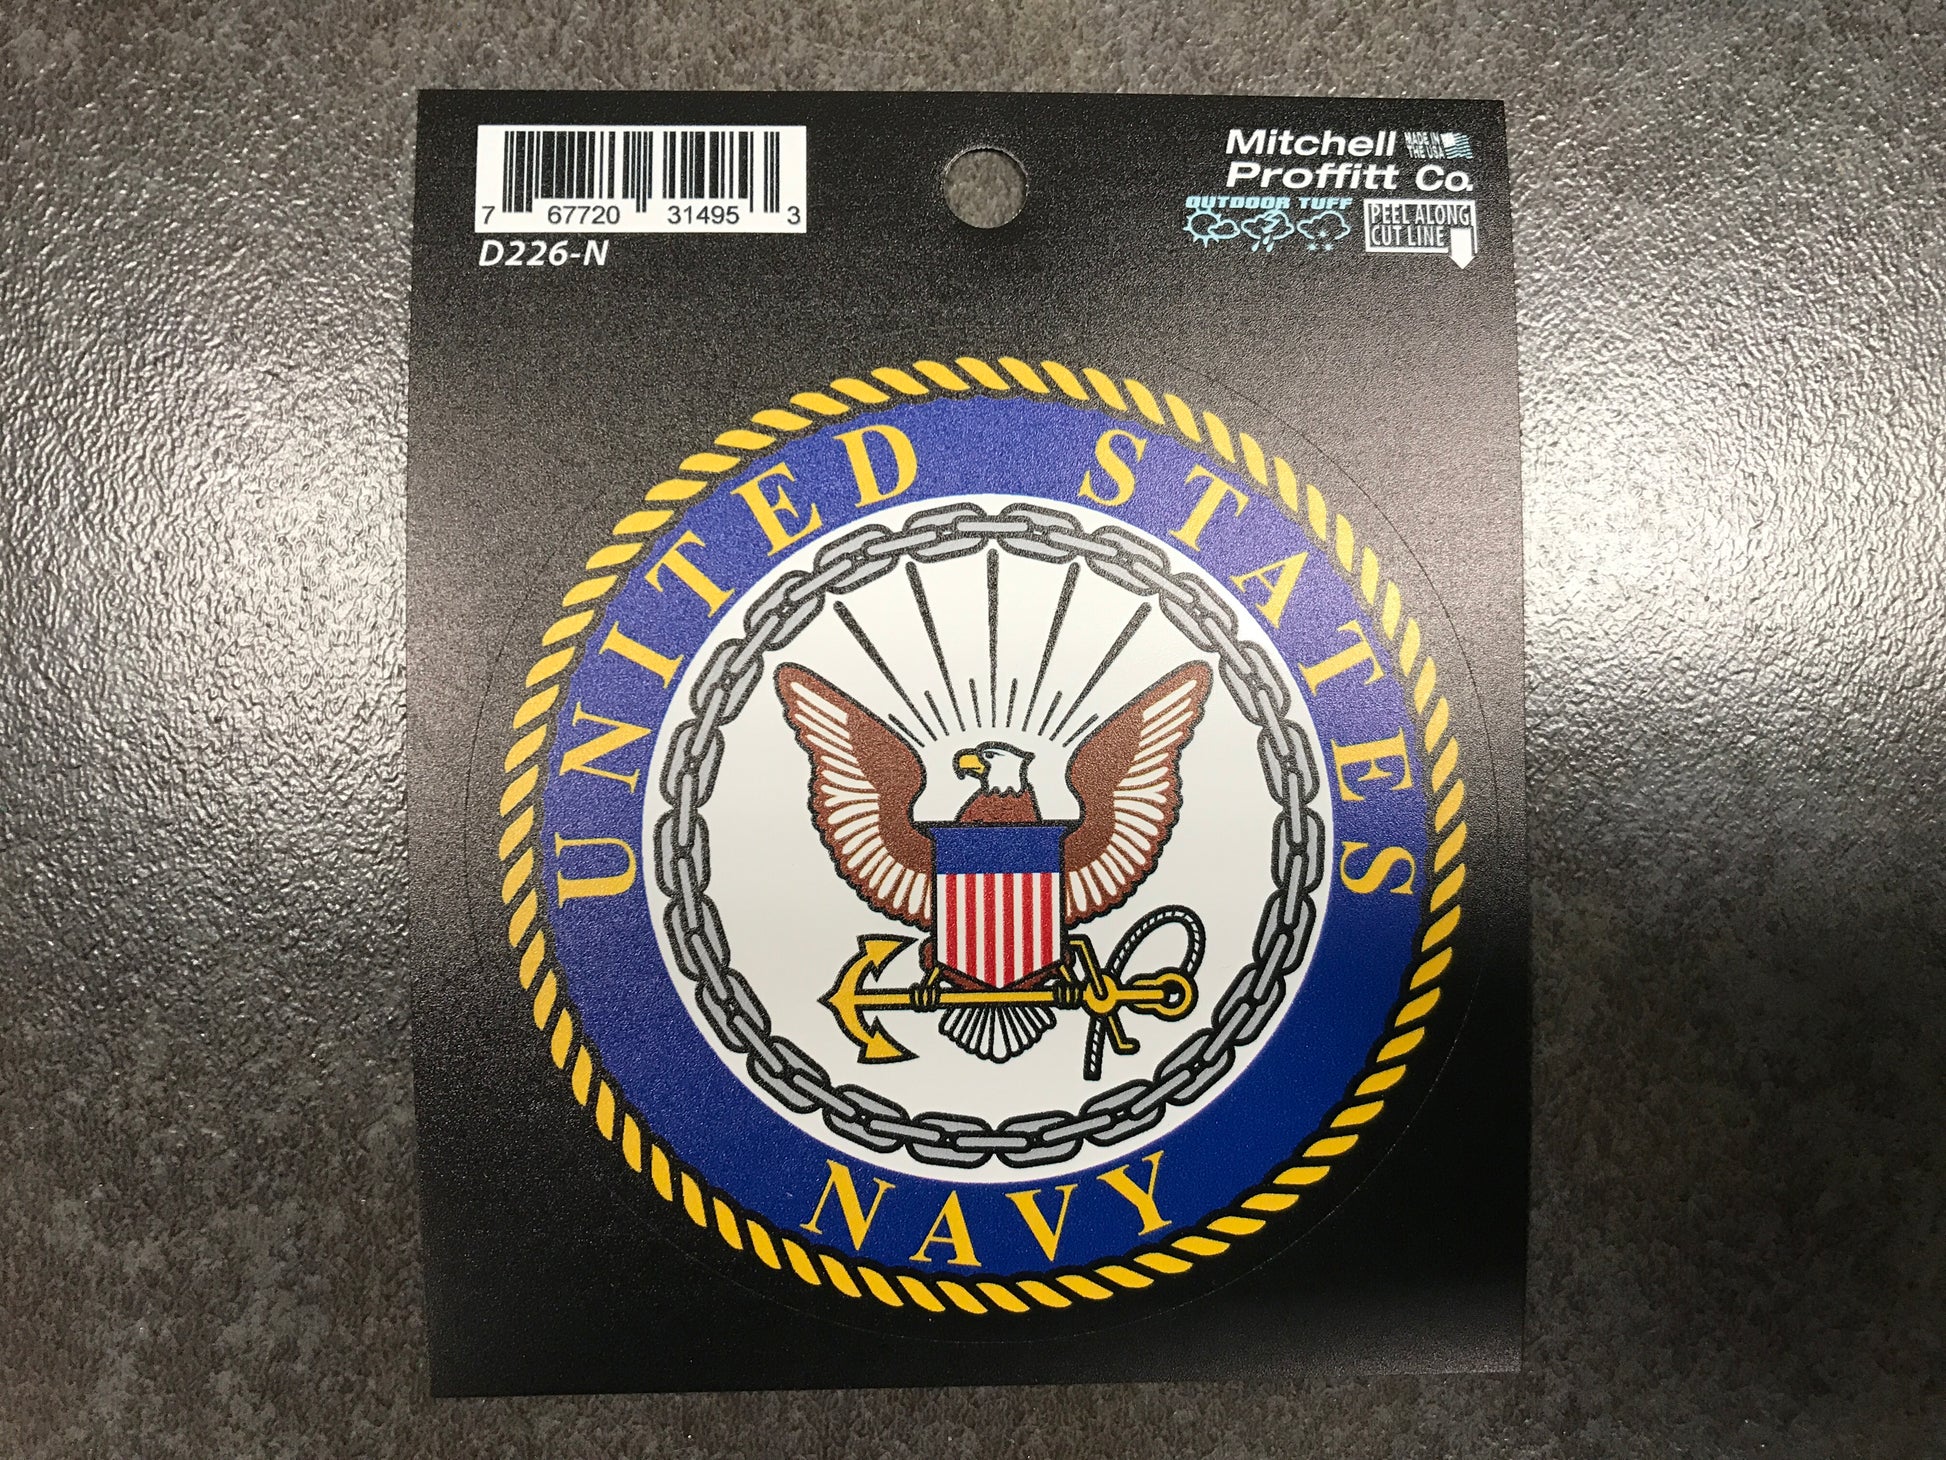 7 67720 31495 3
D226-N
Mitchell
Proffitt Co.
MADE IN
THE USA
OUTDOOR TUFF
PEEL ALONG
CUT LINE
UNITED STATES
NAVY